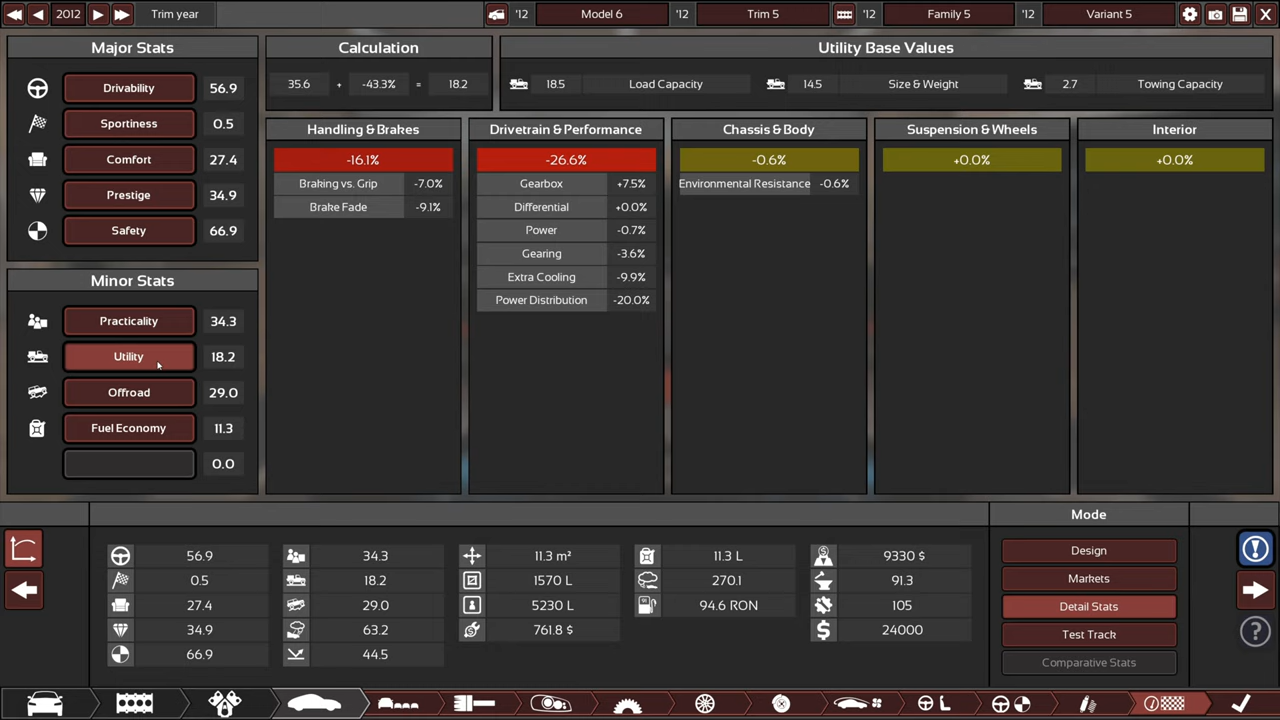 2012 Trim year '12 Model 6 '12 Trim 5 '12 Family 5 '12 Variant 5
Major Stats
Drivability 56.9
Sportiness 0.5
Comfort 27.4
Prestige 34.9
Safety 66.9
Minor Stats
Practicality 34.3
Utility 18.2
Offroad 29.0
Fuel Economy 11.3
0.0
Calculation
35.6 + -43.3% = 18.2
Utility Base Values
18.5 Load Capacity 14.5 Size & Weight 2.7 Towing Capacity
Handling & Brakes
-16.1%
Braking vs. Grip -7.0%
Brake Fade -9.1%
Drivetrain & Performance
-26.6%
Gearbox +7.5%
Differential +0.0%
Power -0.7%
Gearing -3.6%
Extra Cooling -9.9%
Power Distribution -20.0%
Chassis & Body
-0.6%
Environmental Resistance -0.6%
Suspension & Wheels
+0.0%
Interior
+0.0%
56.9 34.3 11.3 m² 11.3 L 9330 $
0.5 18.2 1570 L 270.1 91.3
27.4 29.0 5230 L 94.6 RON 105
34.9 63.2 761.8 $ 24000
66.9 44.5
Mode
Design
Markets
Detail Stats
Test Track
Comparative Stats